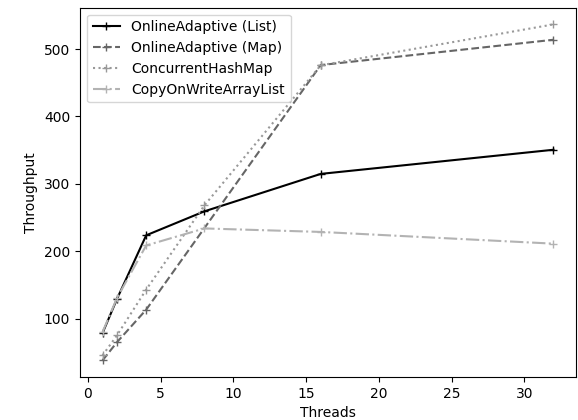 OnlineAdaptive (List)
OnlineAdaptive (Map)
ConcurrentHashMap
CopyOnWriteArrayList
500
400
300
200
100
Throughput
0 5 10 15 20 25 30
Threads